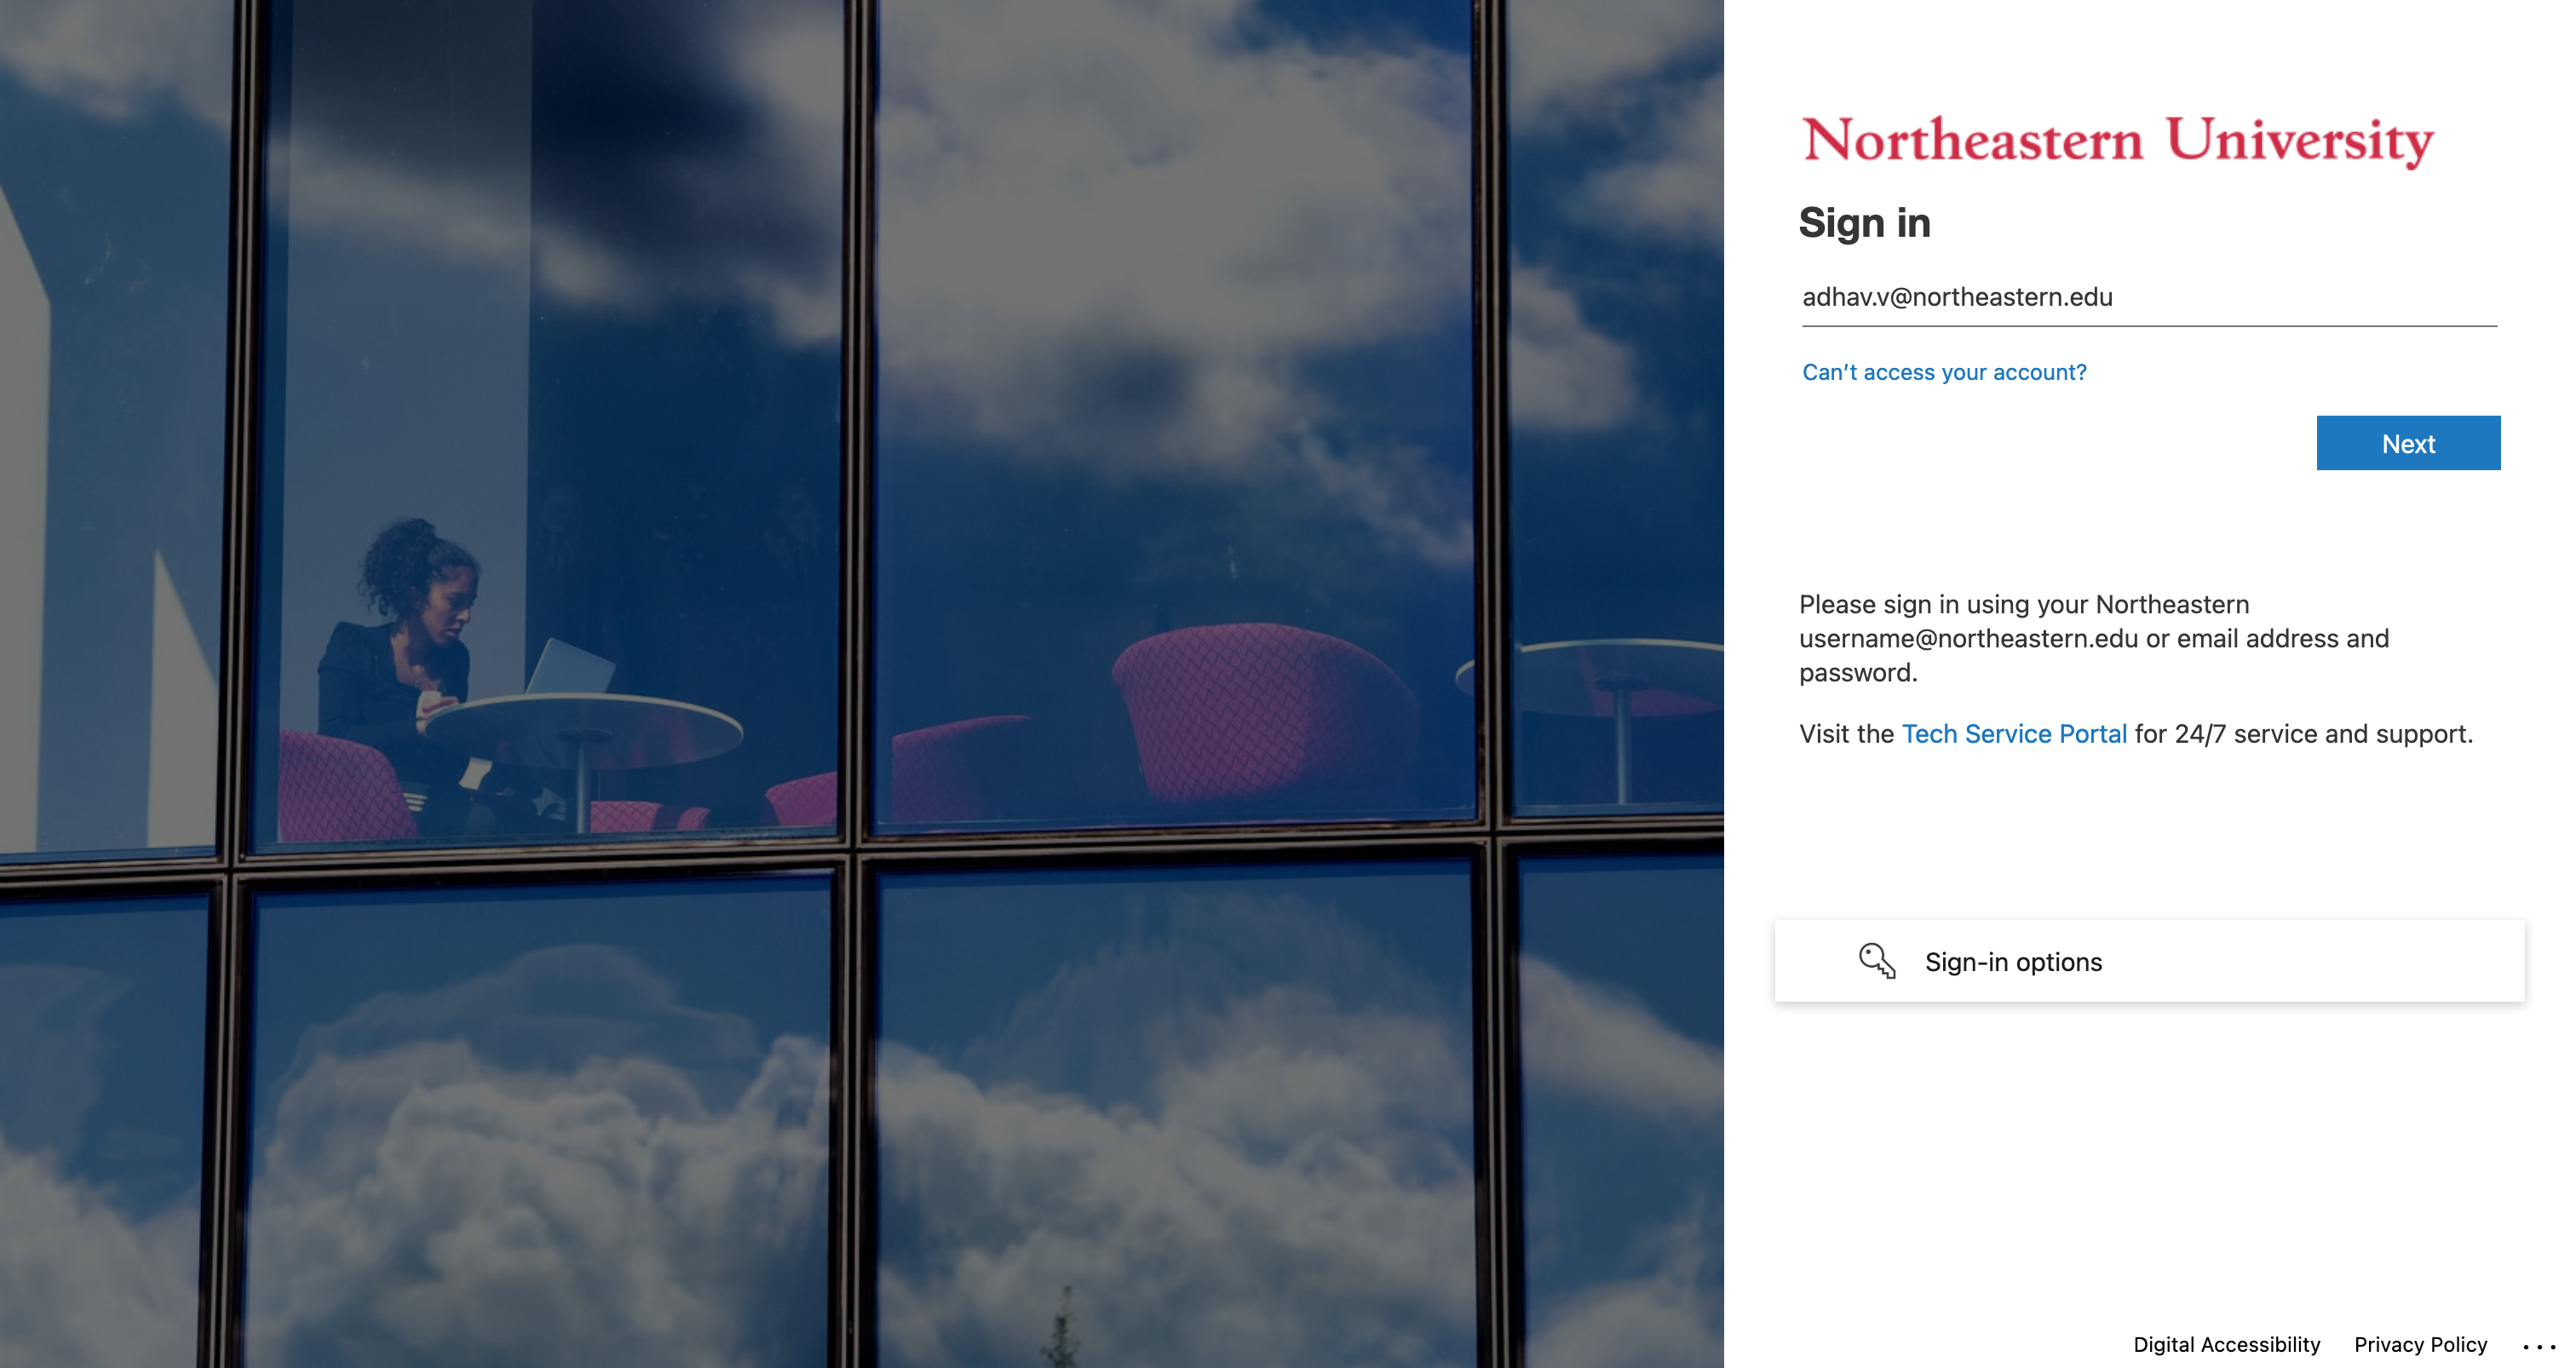 Northeastern University
Sign in
adhav.v@northeastern.edu
Can't access your account?
Next
Please sign in using your Northeastern
username@northeastern.edu or email address and
password.
Visit the Tech Service Portal for 24/7 service and support.
Sign-in options
Digital Accessibility Privacy Policy ...